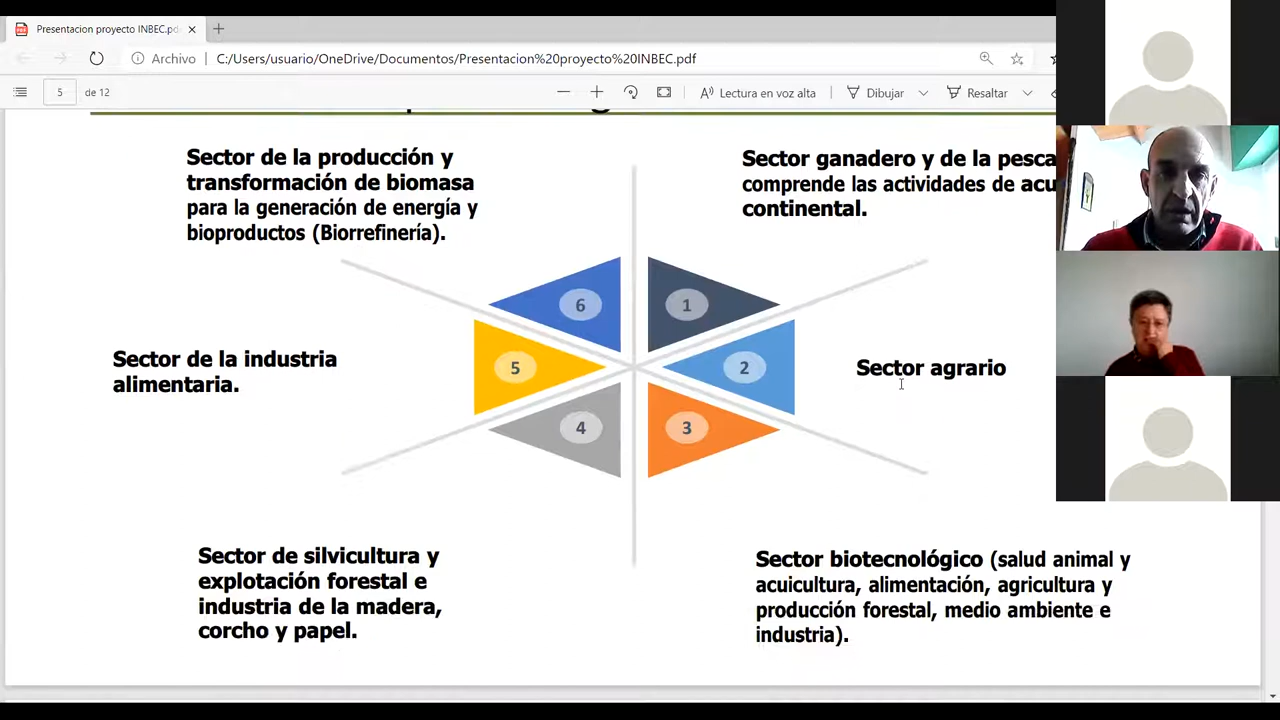 Presentacion proyecto INBEC.pd
Archivo
C:/Users/usuario/OneDrive/Documentos/Presentacion%20proyecto%20INBEC.pdf
5
de 12
Lectura en voz alta
Dibujar
Resaltar
Sector de la producción y
transformación de biomasa
para la generación de energía y
bioproductos (Biorrefinería).
Sector ganadero y de la pesca
comprende las actividades de acu
continental.
6
1
Sector de la industria
alimentaria.
5
2
Sector agrario
4
3
Sector de silvicultura y
explotación forestal e
industria de la madera,
corcho y papel.
Sector biotecnológico (salud animal y
acuicultura, alimentación, agricultura y
producción forestal, medio ambiente e
industria).